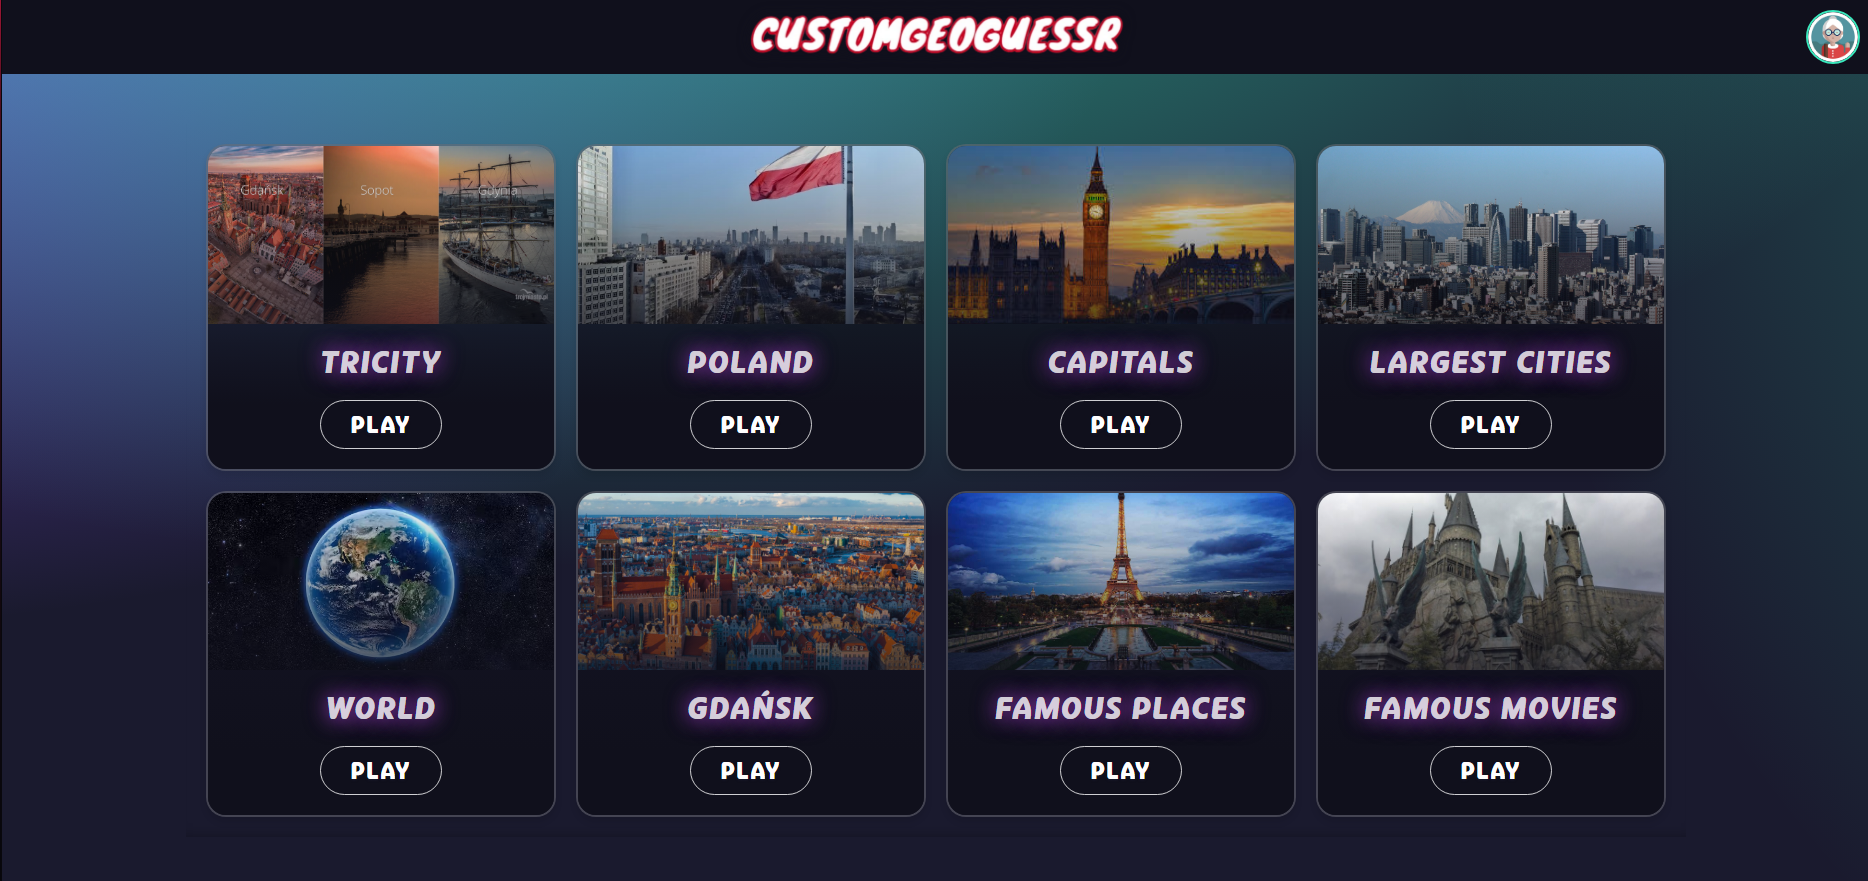 CUSTOMGEOGUESSR
Gdańsk
Sopot
Gdynia
TRICITY
POLAND
CAPITALS
LARGEST CITIES
PLAY
PLAY
PLAY
PLAY
WORLD
GDAŃSK
FAMOUS PLACES
FAMOUS MOVIES
PLAY
PLAY
PLAY
PLAY